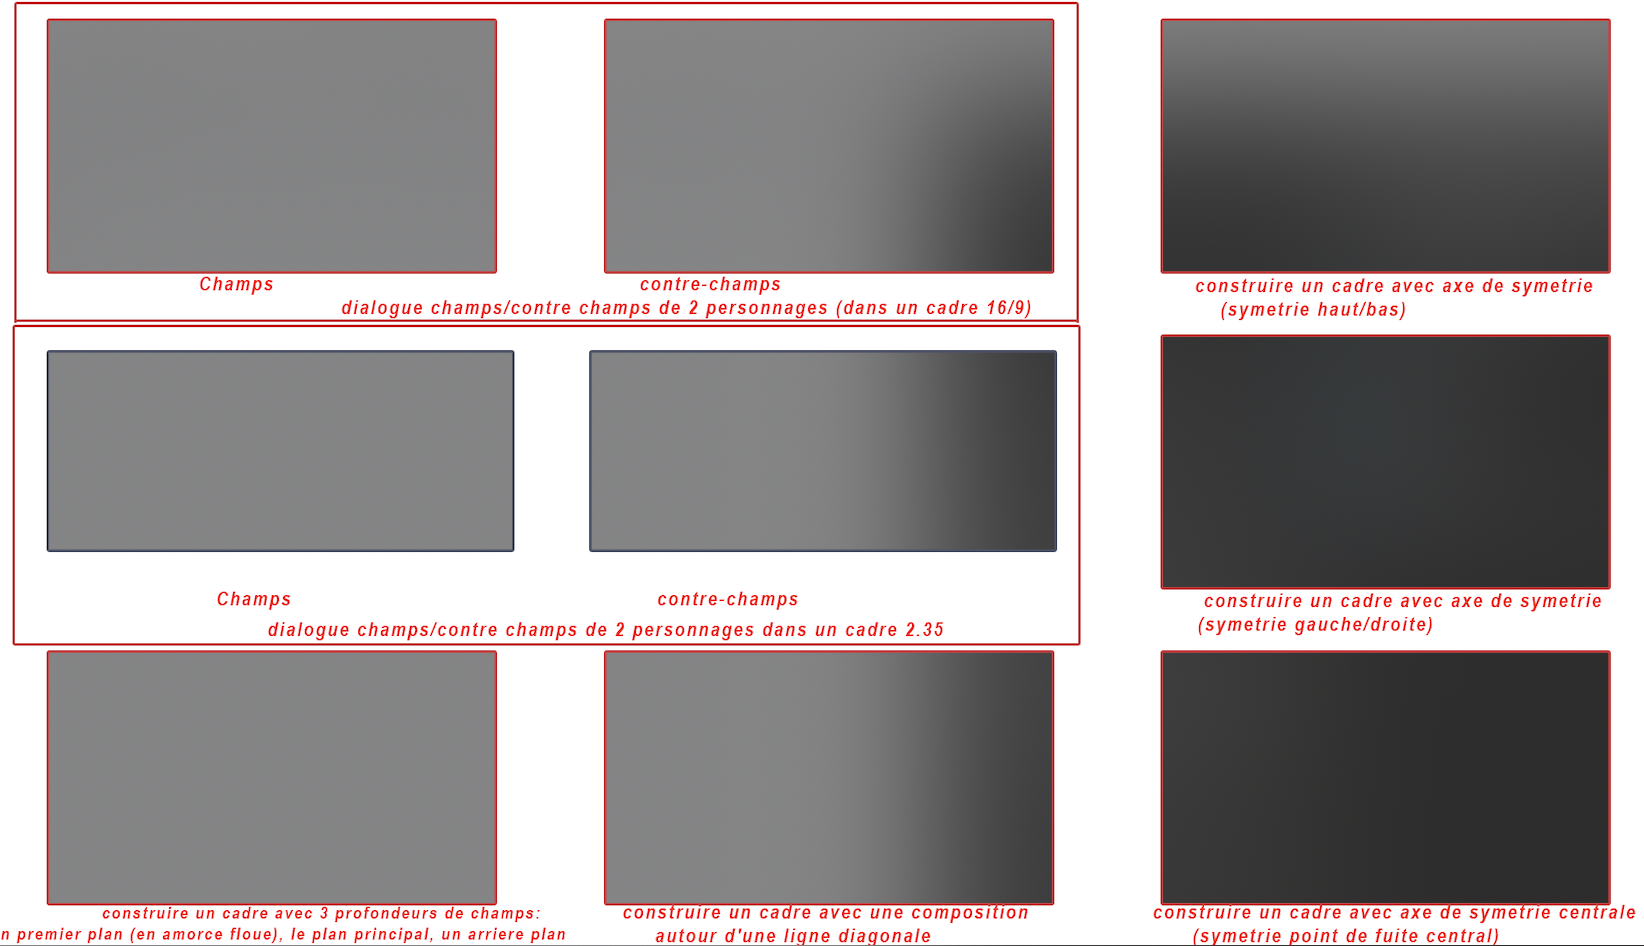 Champs
contre-champs
dialogue champs/contre champs de 2 personnages (dans un cadre 16/9)
construire un cadre avec axe de symetrie
(symetrie haut/bas)
Champs
contre-champs
dialogue champs/contre champs de 2 personnages dans un cadre 2.35
construire un cadre avec axe de symetrie
(symetrie gauche/droite)
construire un cadre avec 3 profondeurs de champs:
n premier plan (en amorce floue), le plan principal, un arriere plan
construire un cadre avec une composition
autour d'une ligne diagonale
construire un cadre avec axe de symetrie centrale
(symetrie point de fuite central)